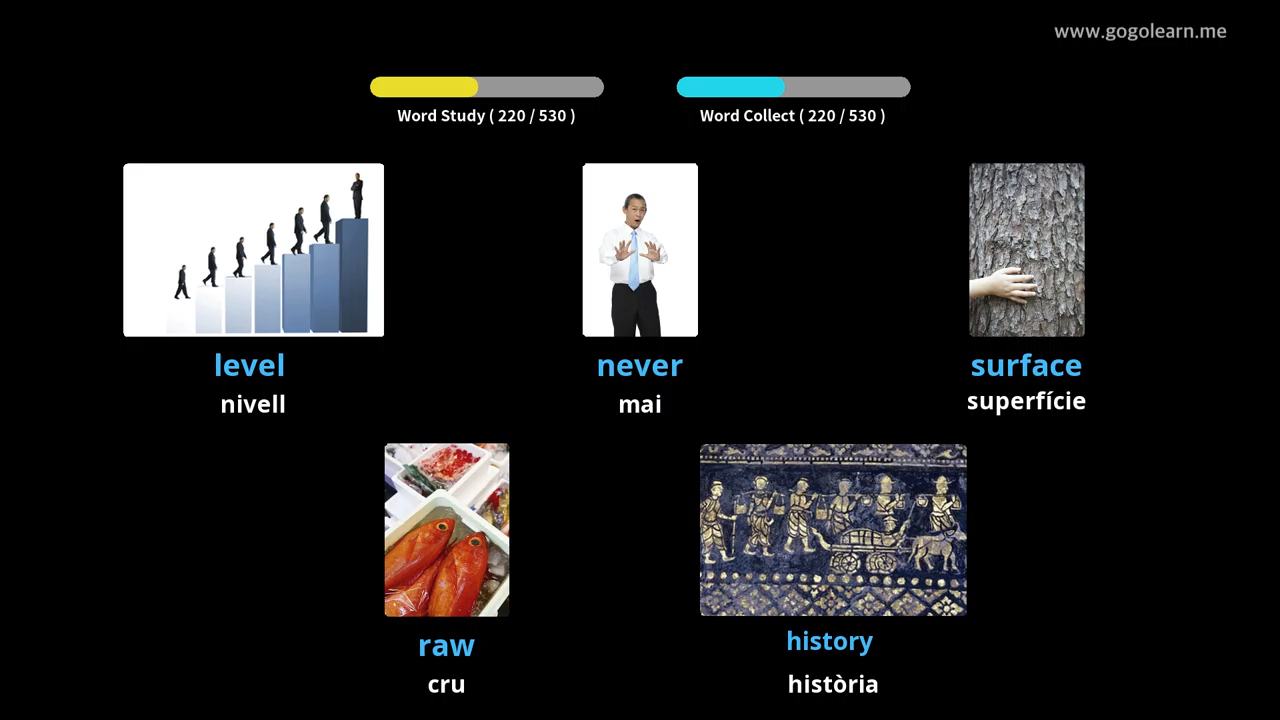 www.gogolearn.me
Word Study ( 220 / 530 )
Word Collect ( 220 / 530 )
level
nivell
never
mai
surface
superfície
raw
cru
history
història